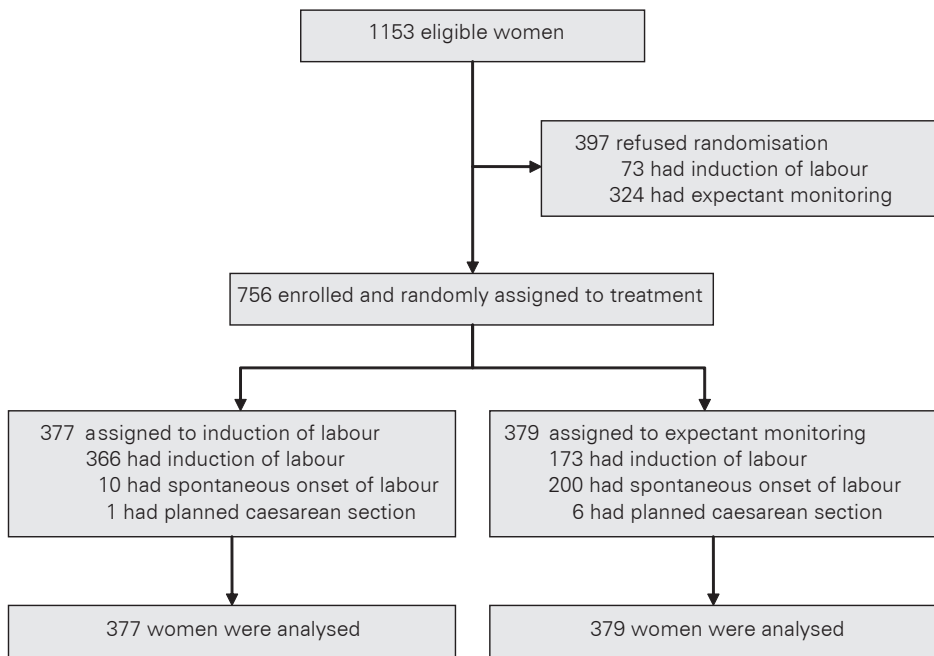 1153 eligible women
397 refused randomisation
73 had induction of labour
324 had expectant monitoring
756 enrolled and randomly assigned to treatment
377 assigned to induction of labour
366 had induction of labour
10 had spontaneous onset of labour
1 had planned caesarean section
379 assigned to expectant monitoring
173 had induction of labour
200 had spontaneous onset of labour
6 had planned caesarean section
377 women were analysed
379 women were analysed